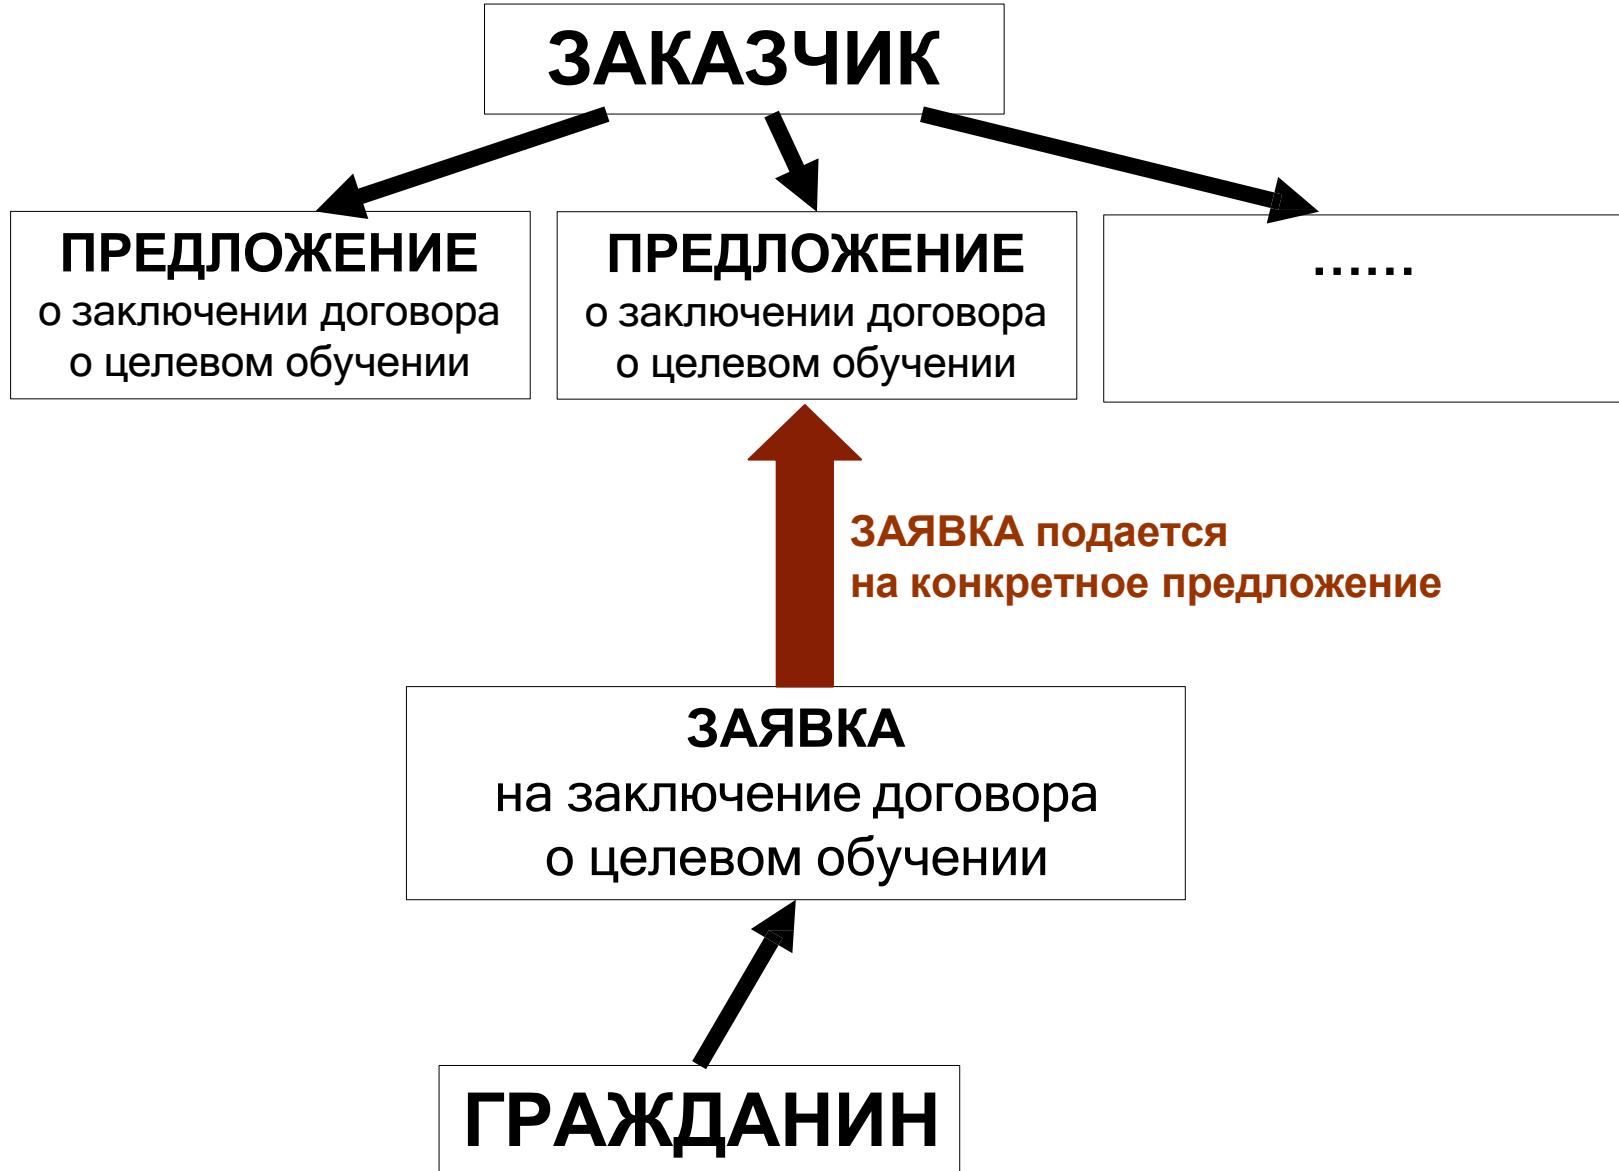 ЗАКАЗЧИК
ПРЕДЛОЖЕНИЕ
о заключении договора
о целевом обучении
ПРЕДЛОЖЕНИЕ
о заключении договора
о целевом обучении
......
ЗАЯВКА подается
на конкретное предложение
ЗАЯВКА
на заключение договора
о целевом обучении
ГРАЖДАНИН